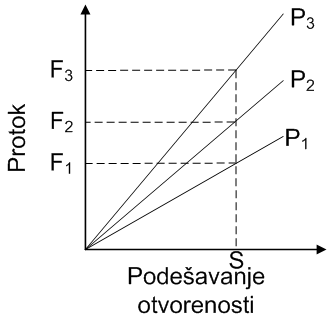 P3
F3
P2
F2
P1
F1
Protok
S
Podešavanje
otvorenosti